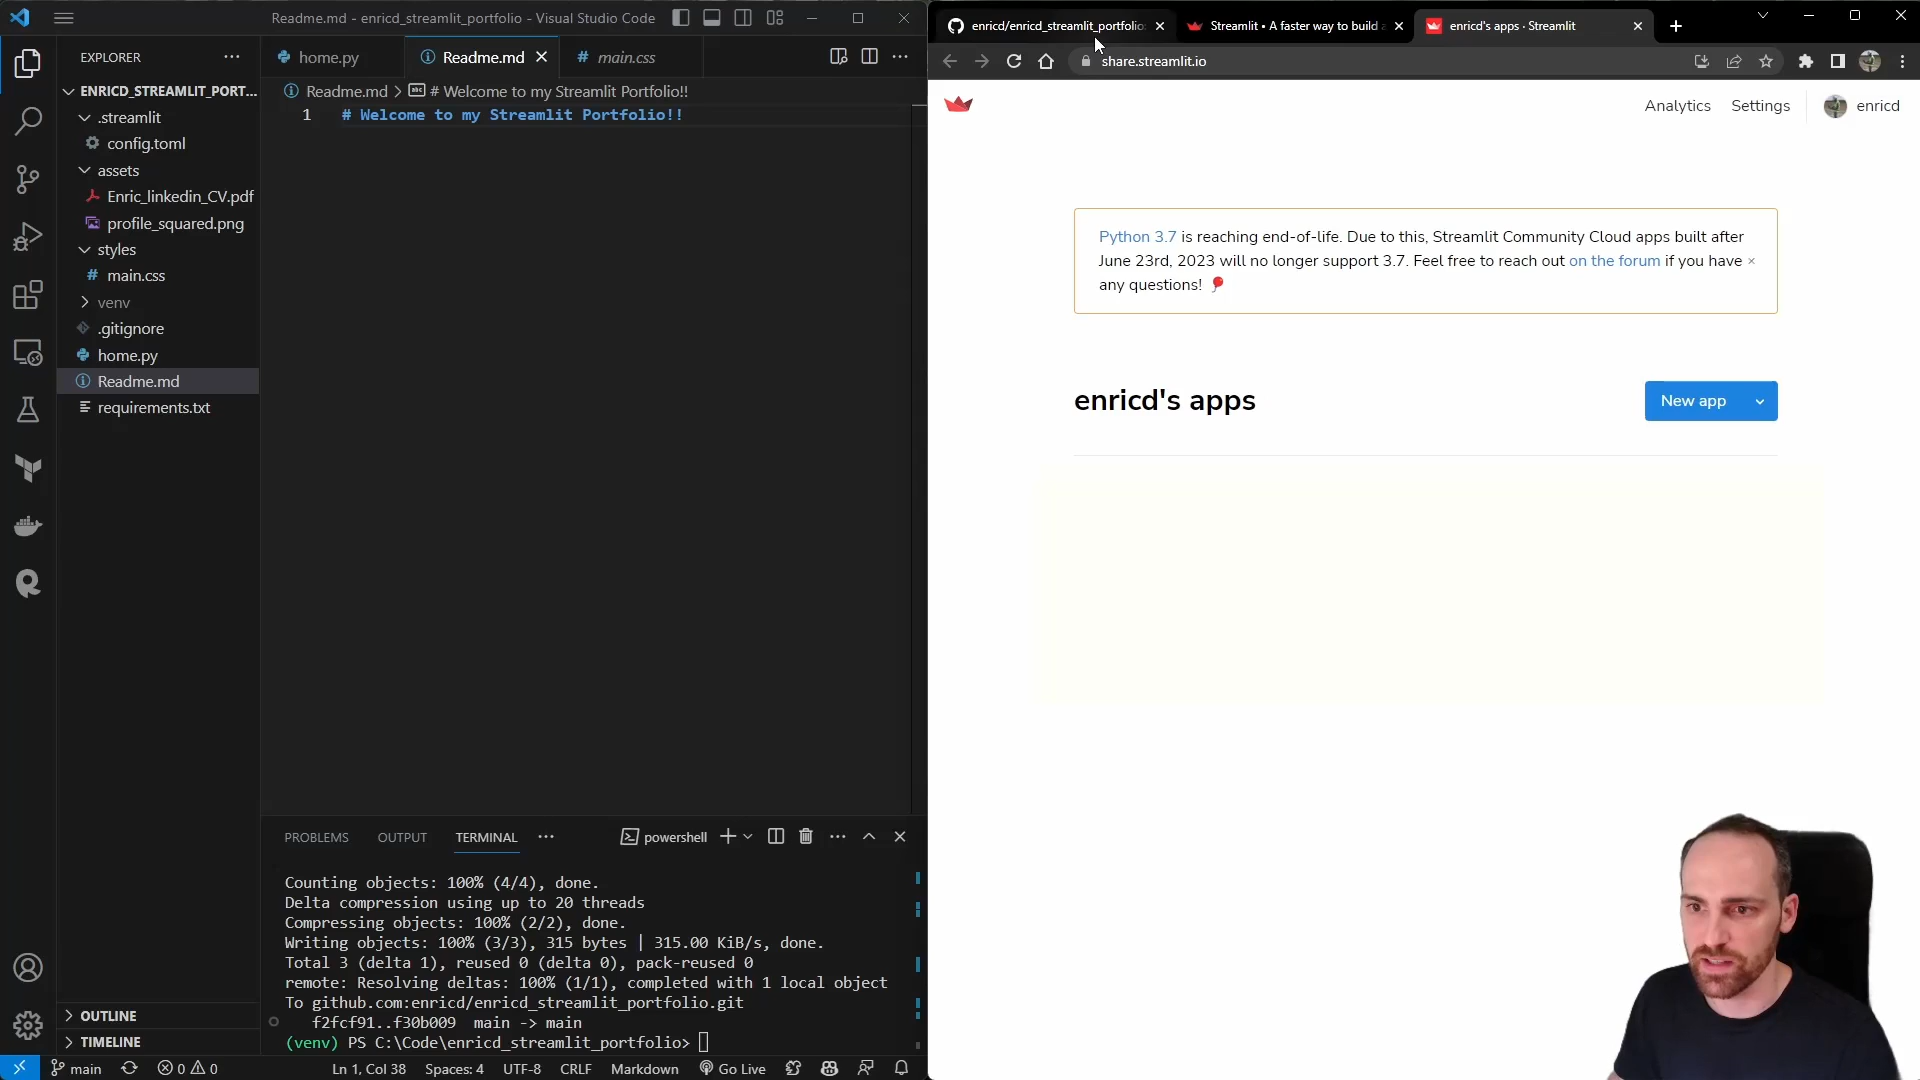 Readme.md - enricd_streamlit_portfolio - Visual Studio Code
EXPLORER
ENRICD_STREAMLIT_PORT...
.streamlit
config.toml
assets
Enric_linkedin_CV.pdf
profile_squared.png
styles
main.css
venv
.gitignore
home.py
Readme.md
requirements.txt
OUTLINE
TIMELINE
home.py
Readme.md
# main.css
Readme.md > # Welcome to my Streamlit Portfolio!!
1 # Welcome to my Streamlit Portfolio!!
PROBLEMS OUTPUT TERMINAL
powershell
Counting objects: 100% (4/4), done.
Delta compression using up to 20 threads
Compressing objects: 100% (2/2), done.
Writing objects: 100% (3/3), 315 bytes | 315.00 KiB/s, done.
Total 3 (delta 1), reused 0 (delta 0), pack-reused 0
remote: Resolving deltas: 100% (1/1), completed with 1 local object
To github.com:enricd/enricd_streamlit_portfolio.git
f2fcf91..f30b009 main -> main
(venv) PS C:\Code\enricd_streamlit_portfolio>
main 0 0 Ln 1, Col 38 Spaces: 4 UTF-8 CRLF Markdown Go Live
enricd/enricd_streamlit_portfolio
Streamlit • A faster way to build
enricd's apps · Streamlit
share.streamlit.io
Analytics Settings enricd
Python 3.7 is reaching end-of-life. Due to this, Streamlit Community Cloud apps built after
June 23rd, 2023 will no longer support 3.7. Feel free to reach out on the forum if you have
any questions!
enricd's apps
New app